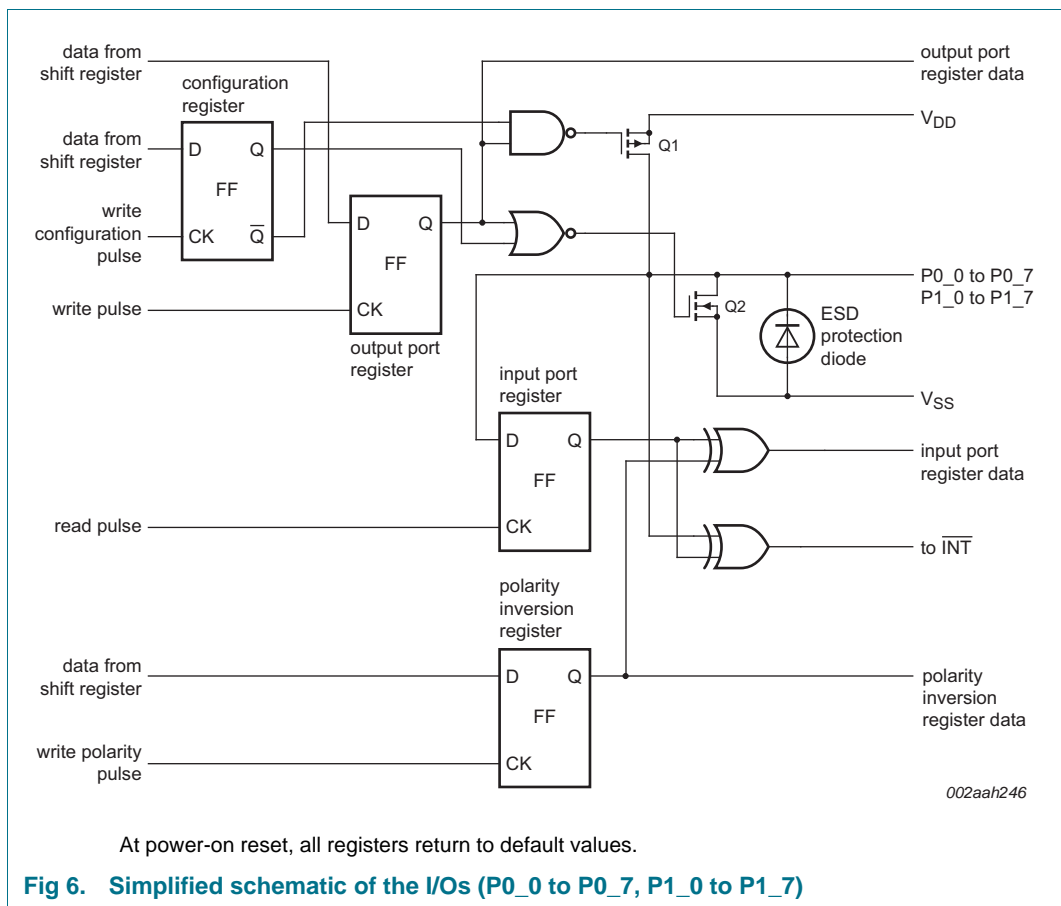 data from
shift register
configuration
register
output port
register data
data from
shift register
D
Q
FF
CK
Q̅
write
configuration
pulse
V_DD
Q1
D
Q
FF
CK
write pulse
output port
register
P0_0 to P0_7
P1_0 to P1_7
Q2
ESD
protection
diode
V_SS
input port
register
D
Q
FF
CK
read pulse
input port
register data
to I̅N̅T̅
polarity
inversion
register
data from
shift register
D
Q
FF
CK
polarity
inversion
register data
write polarity
pulse
002aah246
At power-on reset, all registers return to default values.
Fig 6. Simplified schematic of the I/Os (P0_0 to P0_7, P1_0 to P1_7)